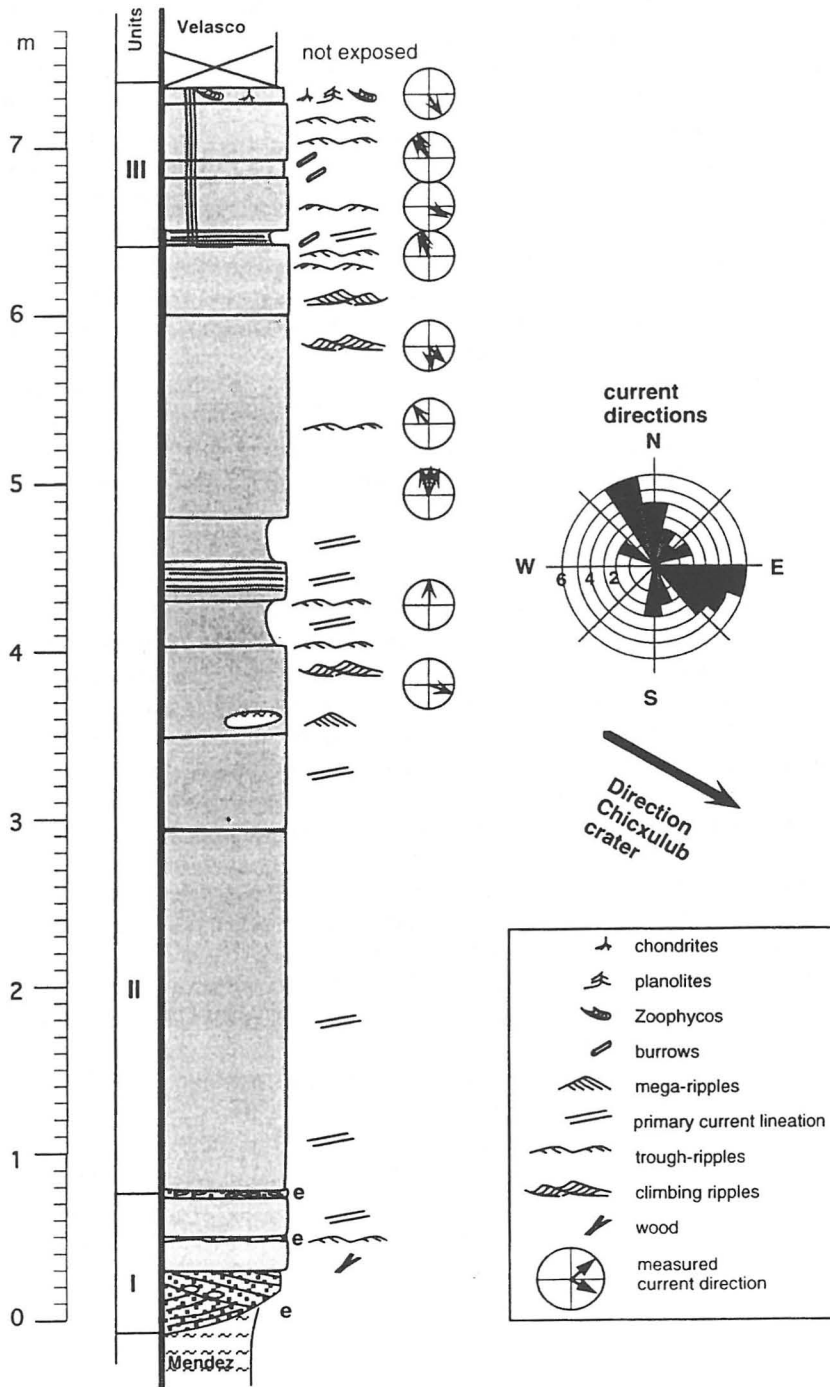 Units
Velasco
m
not exposed
7
III
6
5
4
3
2
II
1
e
e
I
0
e
Mendez
current
directions
N
W
6 4 2
E
S
Direction
Chicxulub
crater
chondrites
planolites
Zoophycos
burrows
mega-ripples
primary current lineation
trough-ripples
climbing ripples
wood
measured
current direction